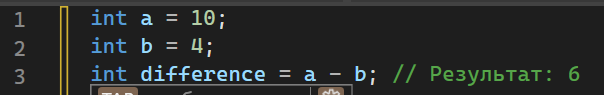 1 int a = 10;
2 int b = 4;
3 int difference = a - b; // Результат: 6